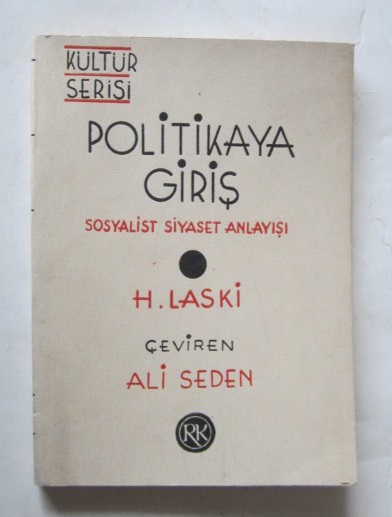 KÜLTÜR
SERİSİ
POLİTİKAYA
GİRİŞ
SOSYALİST SİYASET ANLAYIŞI
H. LASKİ
ÇEVİREN
ALİ SEDEN
RK